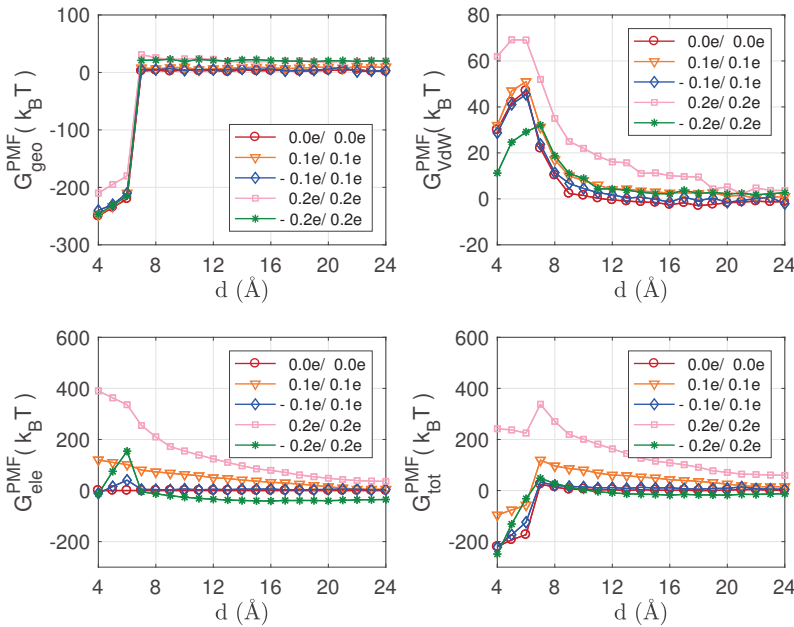 100
0
-100
-200
-300
4 8 12 16 20 24
d (Å)
G_geo^PMF (k_B T)
0.0e/ 0.0e
0.1e/ 0.1e
- 0.1e/ 0.1e
0.2e/ 0.2e
- 0.2e/ 0.2e
80
60
40
20
0
-20
4 8 12 16 20 24
d (Å)
G_VdW^PMF (k_B T)
0.0e/ 0.0e
0.1e/ 0.1e
- 0.1e/ 0.1e
0.2e/ 0.2e
- 0.2e/ 0.2e
600
400
200
0
-200
4 8 12 16 20 24
d (Å)
G_ele^PMF (k_B T)
0.0e/ 0.0e
0.1e/ 0.1e
- 0.1e/ 0.1e
0.2e/ 0.2e
- 0.2e/ 0.2e
600
400
200
0
-200
4 8 12 16 20 24
d (Å)
G_tot^PMF (k_B T)
0.0e/ 0.0e
0.1e/ 0.1e
- 0.1e/ 0.1e
0.2e/ 0.2e
- 0.2e/ 0.2e